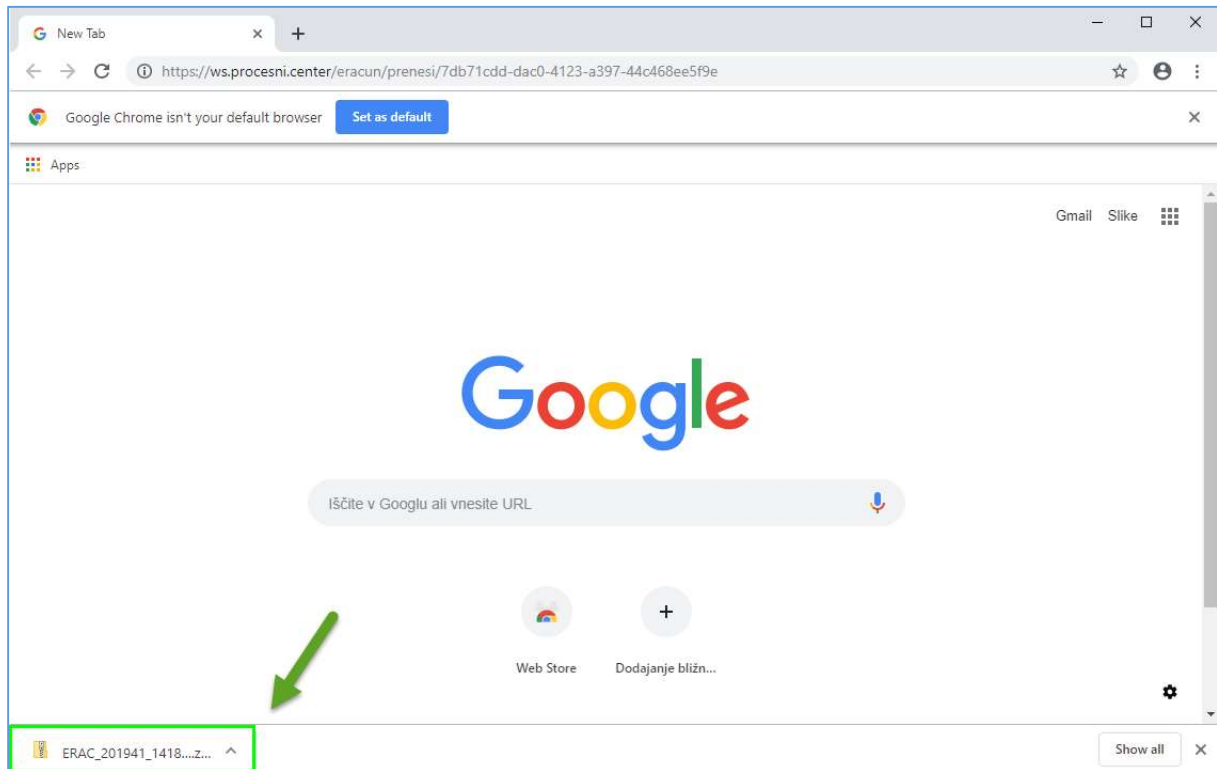 New Tab
https://ws.procesni.center/eracun/prenesi/7db71cdd-dac0-4123-a397-44c468ee5f9e
Google Chrome isn't your default browser Set as default
Apps
Gmail Slike
Google
Iščite v Googlu ali vnesite URL
Web Store Dodajanje bližn...
ERAC_201941_1418....z... Show all